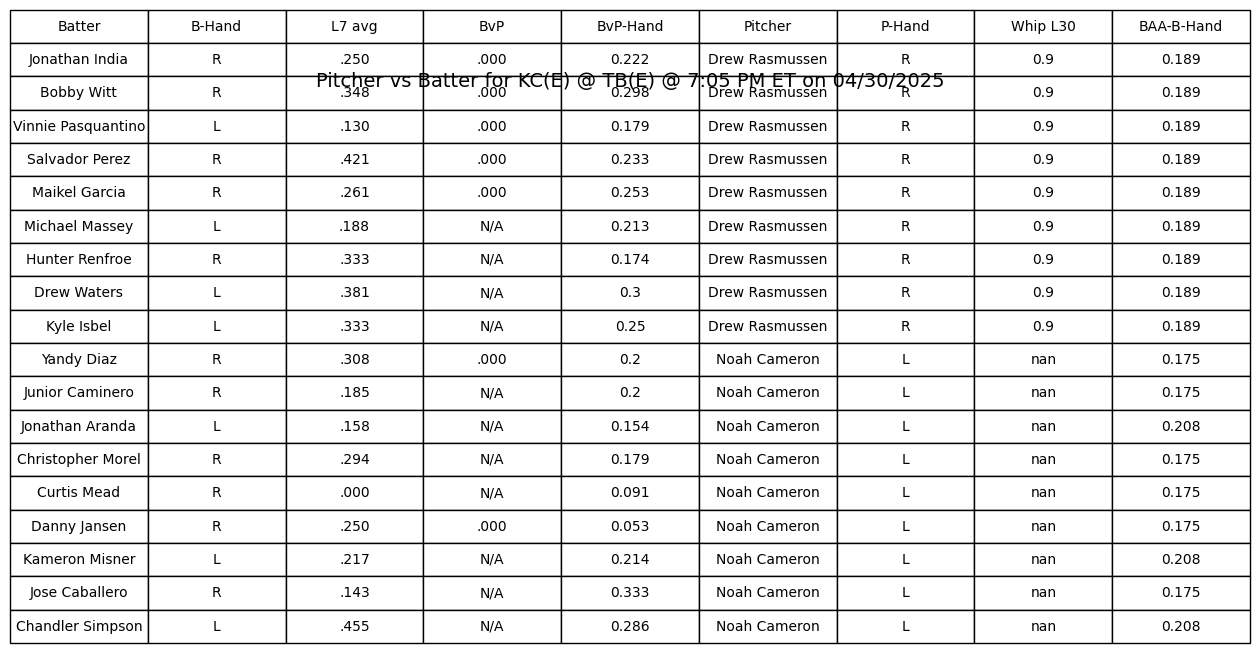 Batter B-Hand L7 avg BvP BvP-Hand Pitcher P-Hand Whip L30 BAA-B-Hand
Jonathan India R .250 .000 0.222 Drew Rasmussen R 0.9 0.189
Pitcher vs Batter for KC(E) @ TB(E) @ 7:05 PM ET on 04/30/2025
Bobby Witt R .348 .000 0.298 Drew Rasmussen R 0.9 0.189
Vinnie Pasquantino L .130 .000 0.179 Drew Rasmussen R 0.9 0.189
Salvador Perez R .421 .000 0.233 Drew Rasmussen R 0.9 0.189
Maikel Garcia R .261 .000 0.253 Drew Rasmussen R 0.9 0.189
Michael Massey L .188 N/A 0.213 Drew Rasmussen R 0.9 0.189
Hunter Renfroe R .333 N/A 0.174 Drew Rasmussen R 0.9 0.189
Drew Waters L .381 N/A 0.3 Drew Rasmussen R 0.9 0.189
Kyle Isbel L .333 N/A 0.25 Drew Rasmussen R 0.9 0.189
Yandy Diaz R .308 .000 0.2 Noah Cameron L nan 0.175
Junior Caminero R .185 N/A 0.2 Noah Cameron L nan 0.175
Jonathan Aranda L .158 N/A 0.154 Noah Cameron L nan 0.208
Christopher Morel R .294 N/A 0.179 Noah Cameron L nan 0.175
Curtis Mead R .000 N/A 0.091 Noah Cameron L nan 0.175
Danny Jansen R .250 .000 0.053 Noah Cameron L nan 0.175
Kameron Misner L .217 N/A 0.214 Noah Cameron L nan 0.208
Jose Caballero R .143 N/A 0.333 Noah Cameron L nan 0.175
Chandler Simpson L .455 N/A 0.286 Noah Cameron L nan 0.208